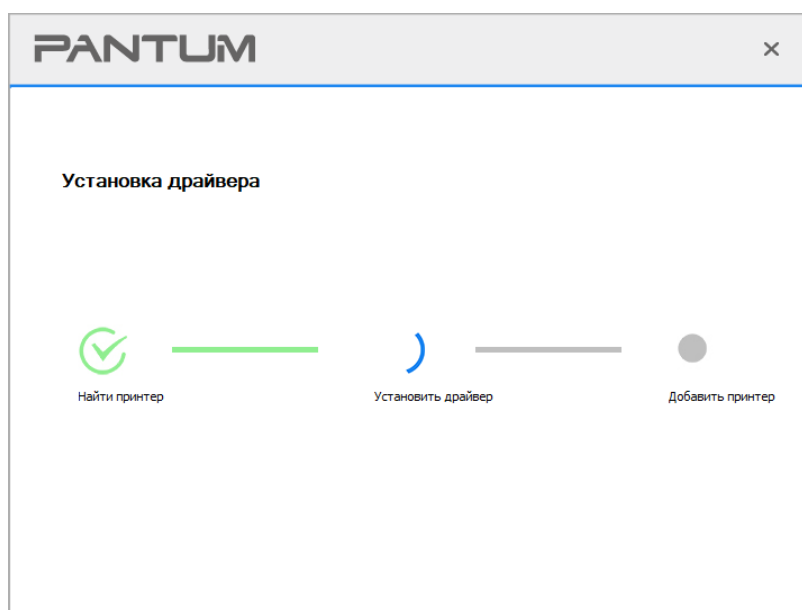 PANTUM
Установка драйвера
Найти принтер
Установить драйвер
Добавить принтер